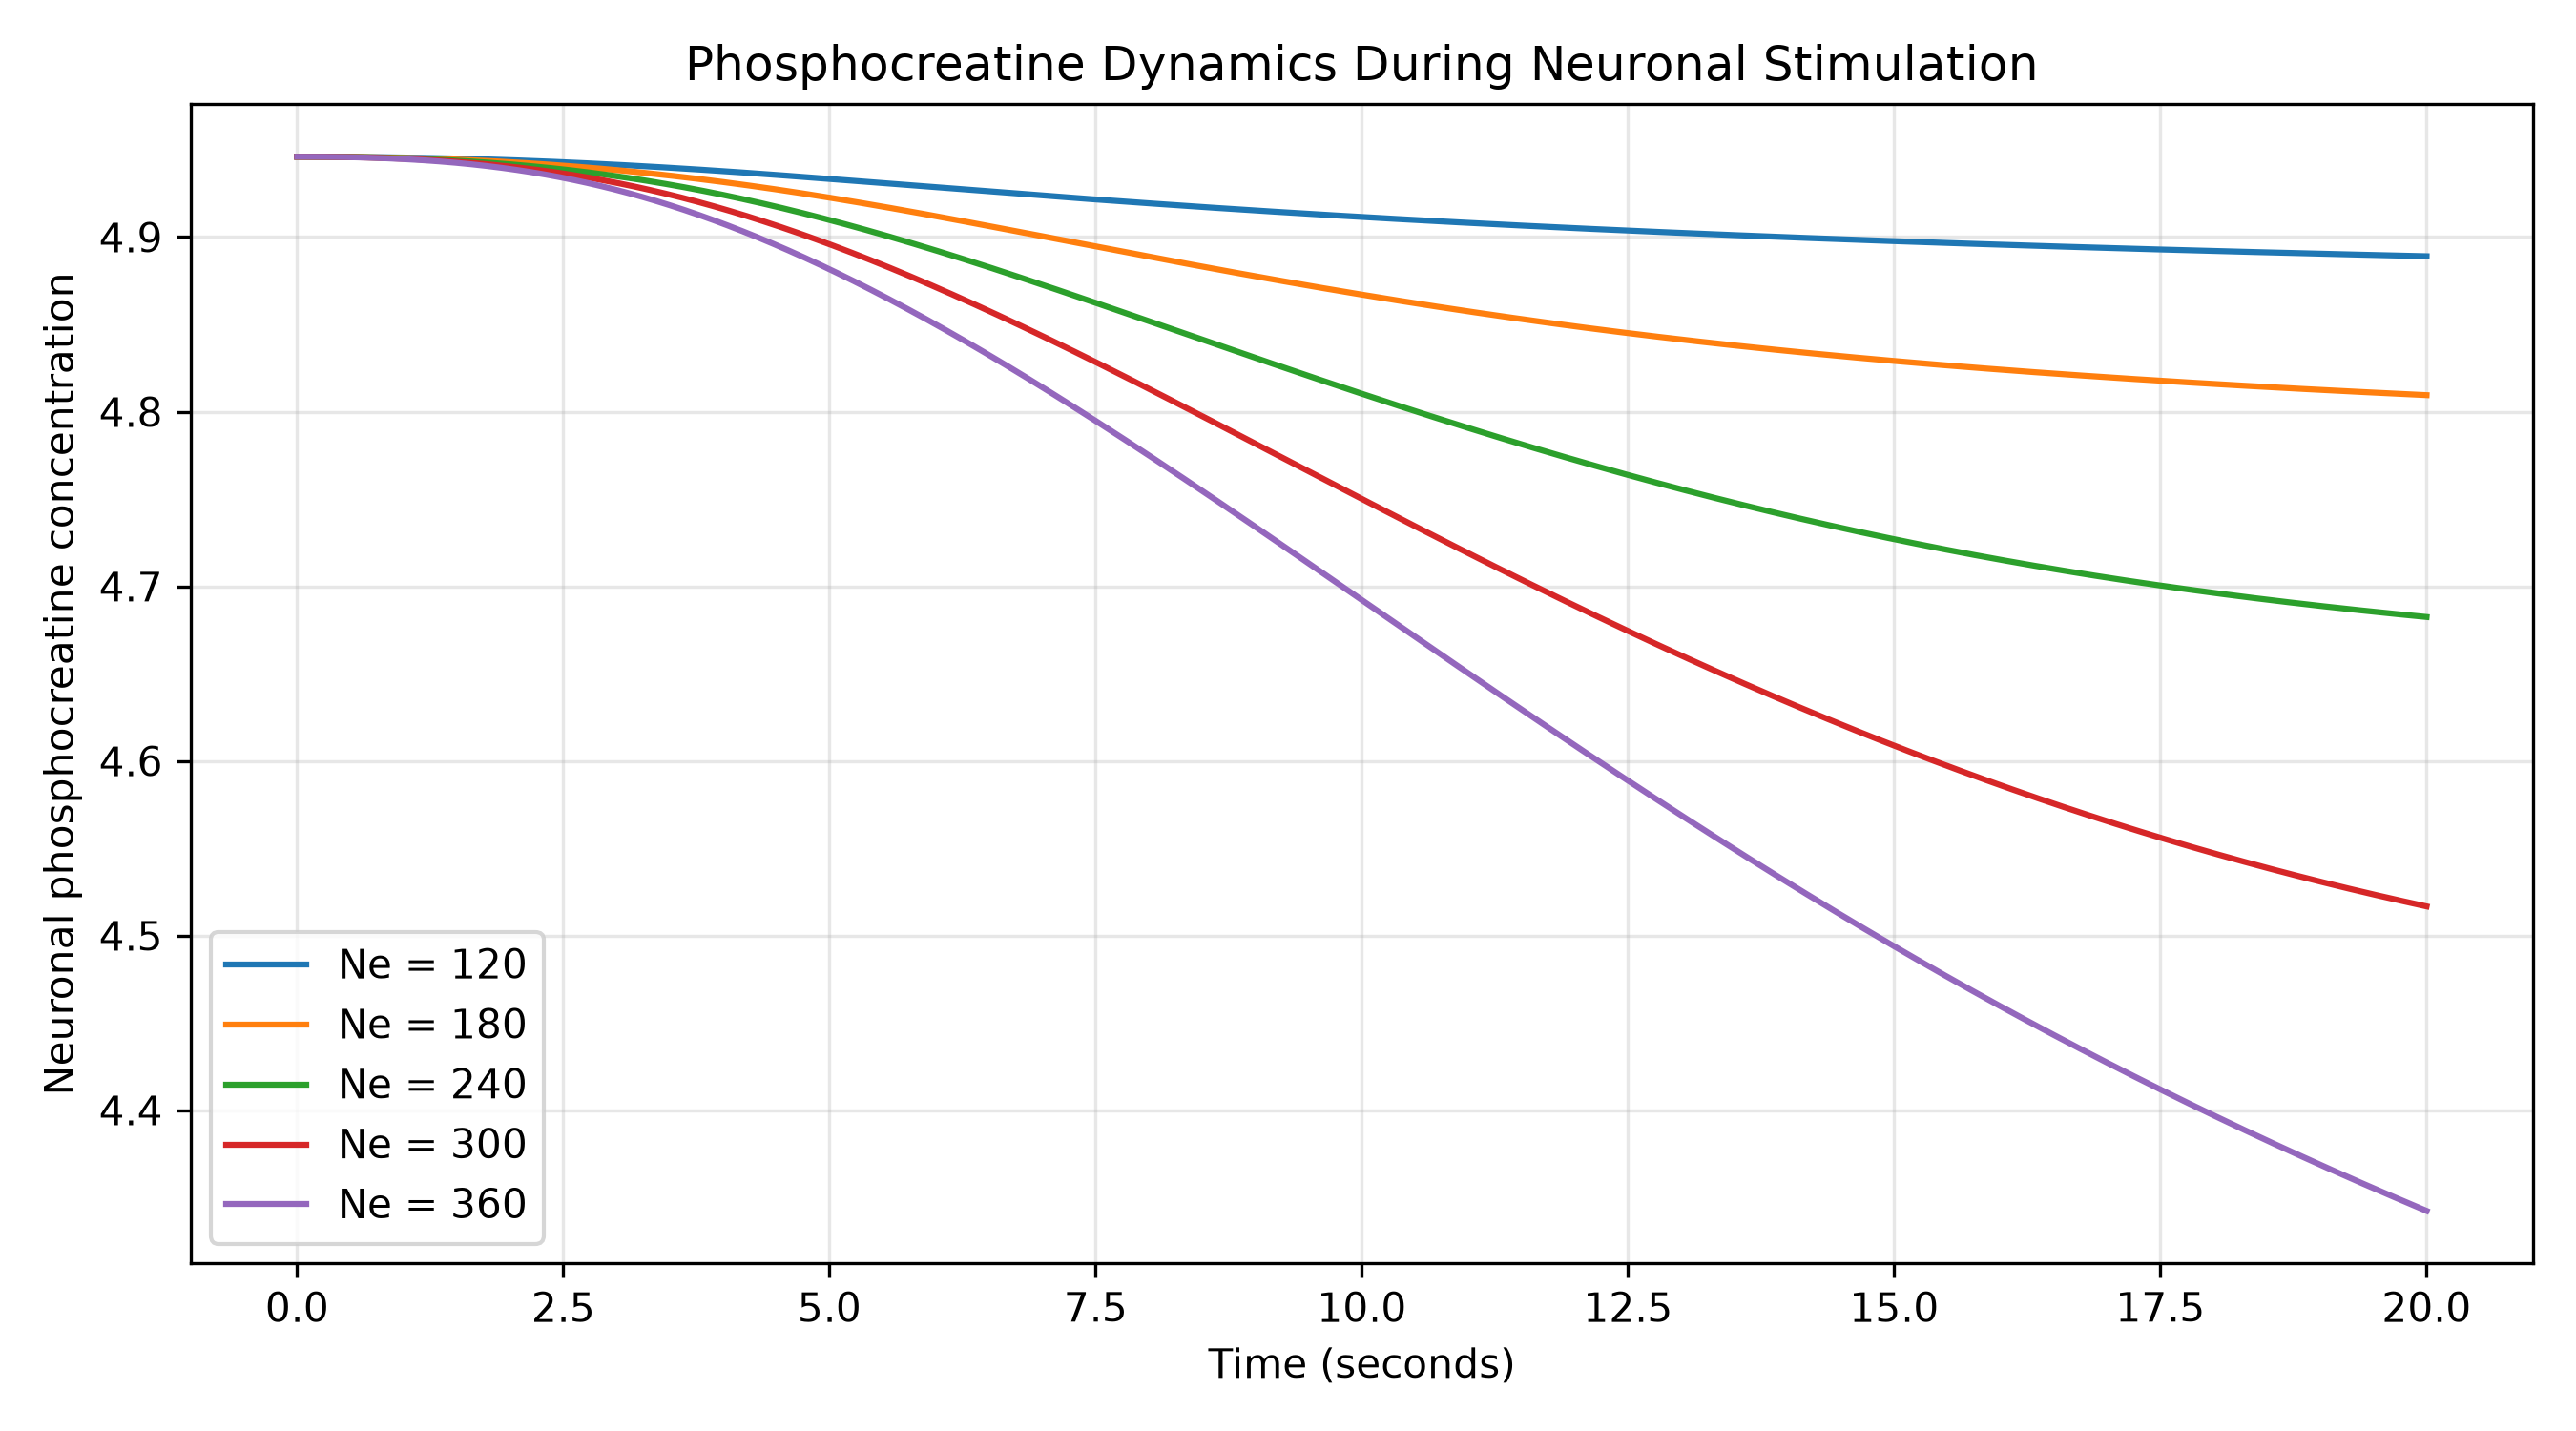 Phosphocreatine Dynamics During Neuronal Stimulation
Neuronal phosphocreatine concentration
4.9
4.8
4.7
4.6
4.5
4.4
Ne = 120
Ne = 180
Ne = 240
Ne = 300
Ne = 360
0.0 2.5 5.0 7.5 10.0 12.5 15.0 17.5 20.0
Time (seconds)